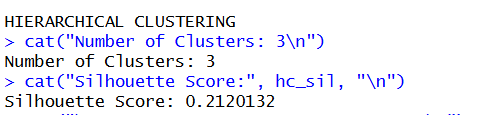 HIERARCHICAL CLUSTERING
> cat("Number of Clusters: 3\n")
Number of Clusters: 3
> cat("Silhouette Score:", hc_sil, "\n")
Silhouette Score: 0.2120132